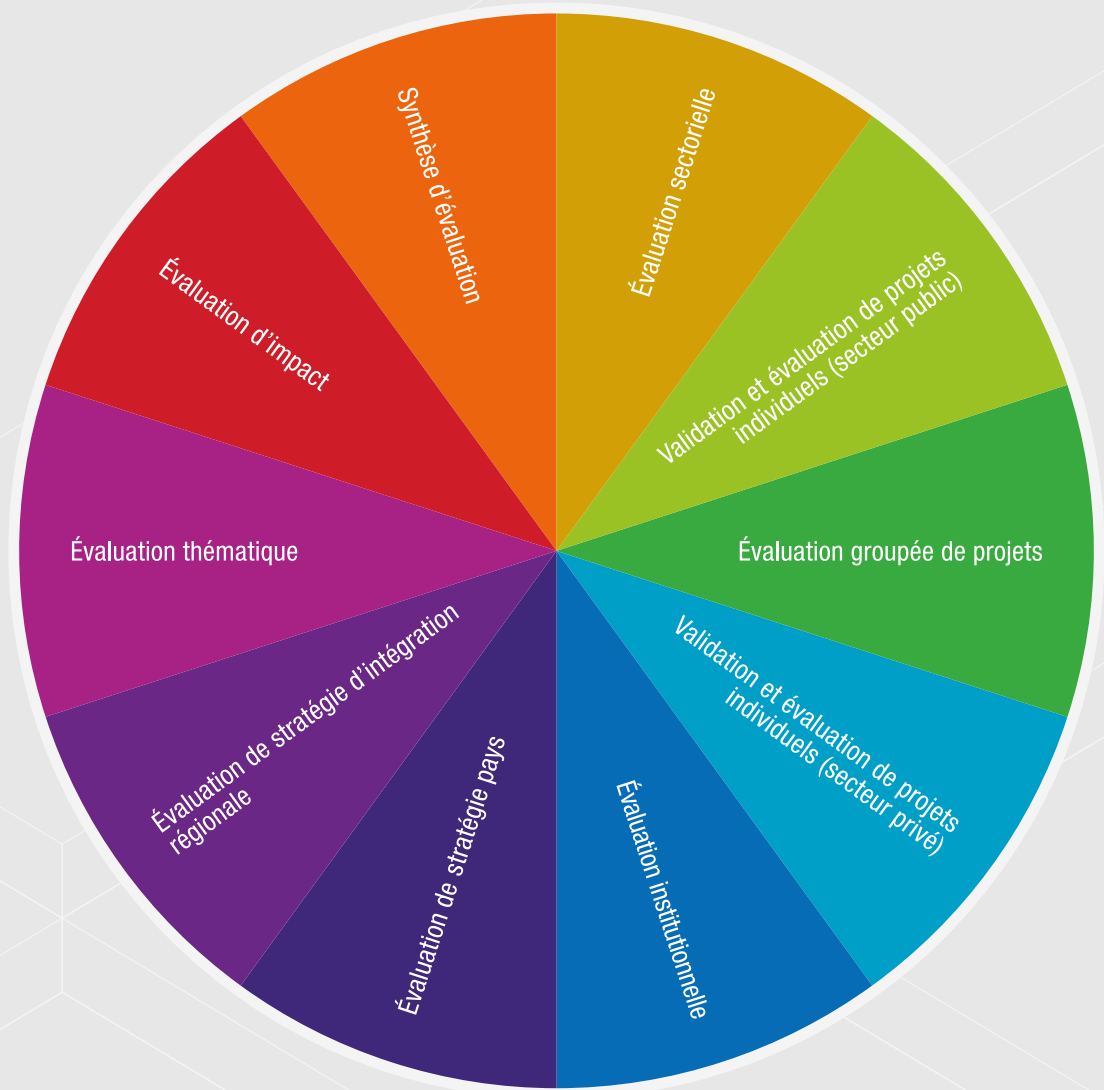 Synthèse d'évaluation
Évaluation sectorielle
Validation et évaluation de projets
individuels (secteur public)
Évaluation groupée de projets
Validation et évaluation de projets
individuels (secteur privé)
Évaluation institutionnelle
Évaluation de stratégie pays
Évaluation de stratégie d'intégration
régionale
Évaluation thématique
Évaluation d'impact